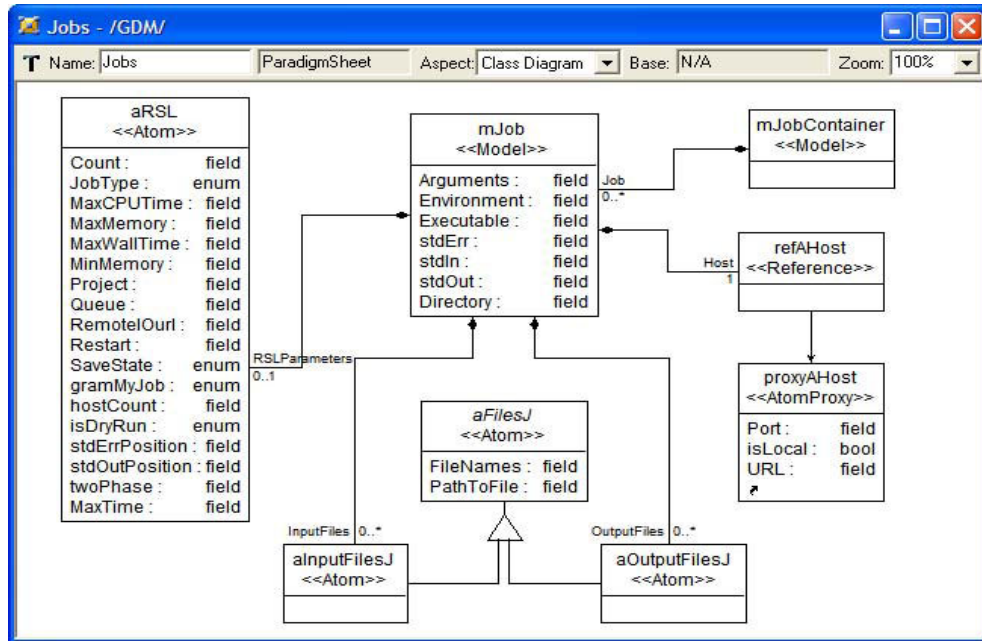 Jobs - /GDM/
T Name: Jobs ParadigmSheet Aspect: Class Diagram Base: N/A Zoom: 100%
aRSL
<<Atom>>
Count : field
JobType : enum
MaxCPUTime : field
MaxMemory : field
MaxWallTime : field
MinMemory : field
Project : field
Queue : field
RemoteIOurl : field
Restart : field
SaveState : enum
gramMyJob : enum
hostCount : field
isDryRun : enum
stdErrPosition : field
stdOutPosition : field
twoPhase : field
MaxTime : field
RSLParameters
0..1
mJob
<<Model>>
Arguments : field
Environment : field
Executable : field
stdErr : field
stdIn : field
stdOut : field
Directory : field
Job
0..*
mJobContainer
<<Model>>
Host
1
refAHost
<<Reference>>
proxyAHost
<<AtomProxy>>
Port : field
isLocal : bool
URL : field
aFilesJ
<<Atom>>
FileNames : field
PathToFile : field
InputFiles 0..*
aInputFilesJ
<<Atom>>
OutputFiles 0..*
aOutputFilesJ
<<Atom>>